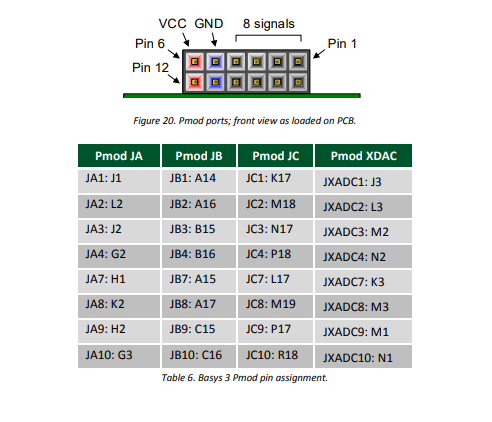 VCC GND 8 signals
Pin 6 Pin 1
Pin 12
Figure 20. Pmod ports; front view as loaded on PCB.
Pmod JA Pmod JB Pmod JC Pmod XDAC
JA1: J1 JB1: A14 JC1: K17 JXADC1: J3
JA2: L2 JB2: A16 JC2: M18 JXADC2: L3
JA3: J2 JB3: B15 JC3: N17 JXADC3: M2
JA4: G2 JB4: B16 JC4: P18 JXADC4: N2
JA7: H1 JB7: A15 JC7: L17 JXADC7: K3
JA8: K2 JB8: A17 JC8: M19 JXADC8: M3
JA9: H2 JB9: C15 JC9: P17 JXADC9: M1
JA10: G3 JB10: C16 JC10: R18 JXADC10: N1
Table 6. Basys 3 Pmod pin assignment.